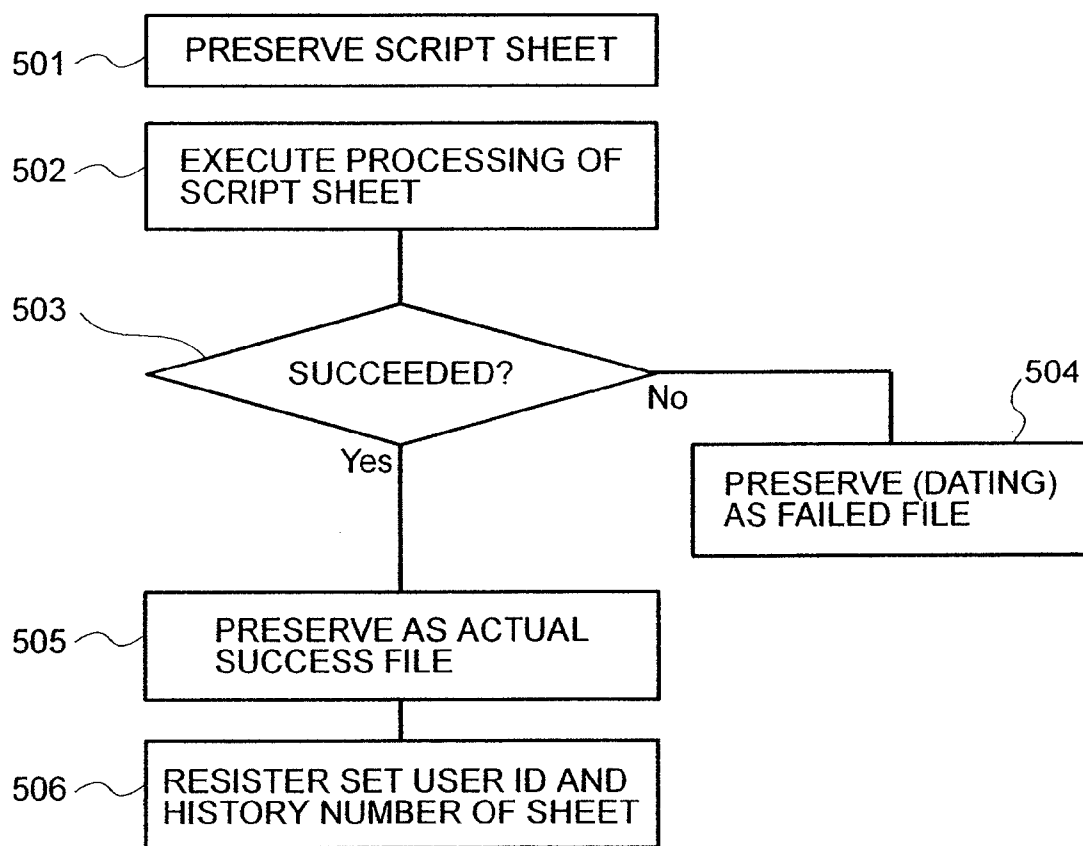 501
PRESERVE SCRIPT SHEET
502
EXECUTE PROCESSING OF
SCRIPT SHEET
503
SUCCEEDED?
No
504
Yes
PRESERVE (DATING)
AS FAILED FILE
505
PRESERVE AS ACTUAL
SUCCESS FILE
506
RESISTER SET USER ID AND
HISTORY NUMBER OF SHEET